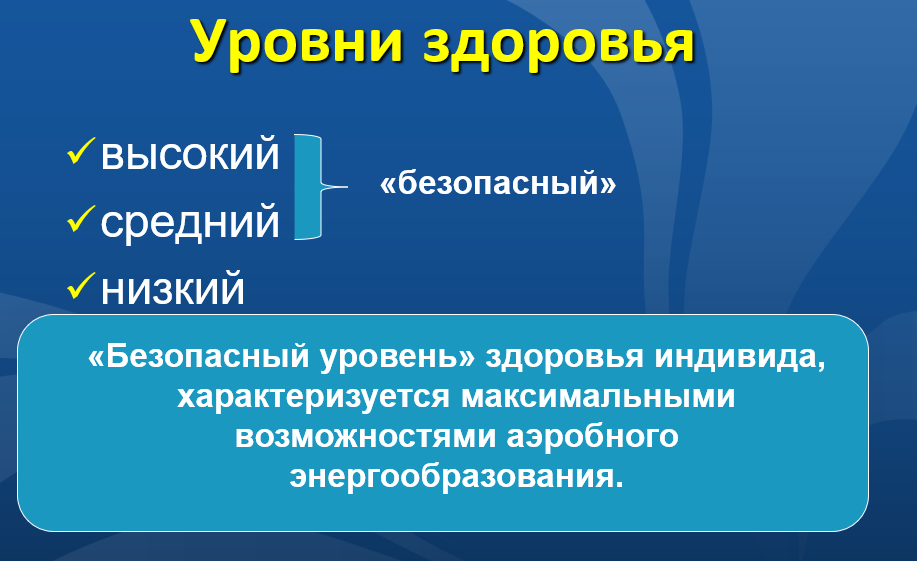 Уровни здоровья
высокий
средний
«безопасный»
низкий
«Безопасный уровень» здоровья индивида,
характеризуется максимальными
возможностями аэробного
энергообразования.